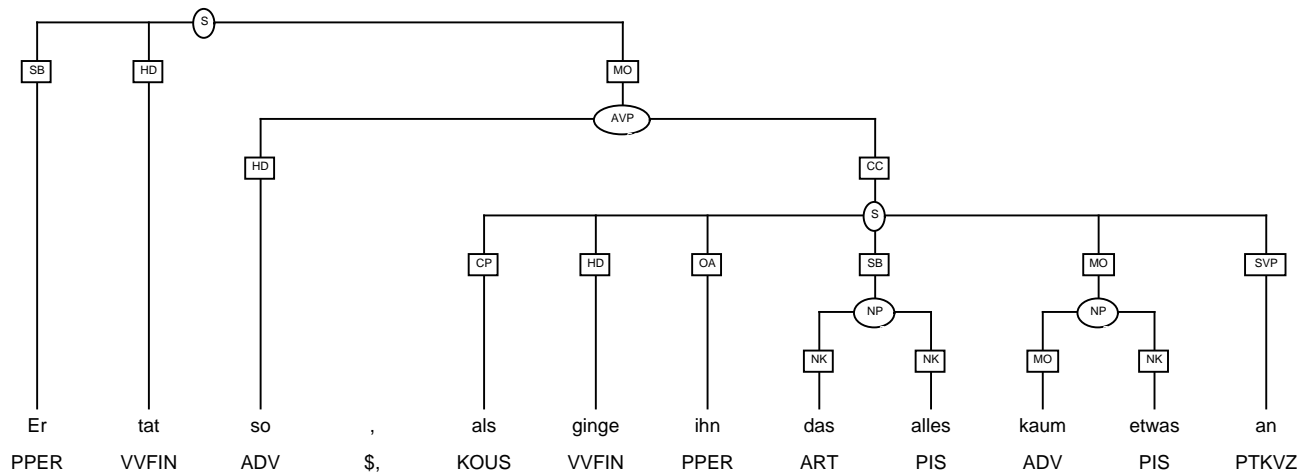 S
SB HD MO
AVP
HD CC
S
CP HD OA SB MO SVP
NP NP
NK NK MO NK
Er tat so , als ginge ihn das alles kaum etwas an
PPER VVFIN ADV $, KOUS VVFIN PPER ART PIS ADV PIS PTKVZ